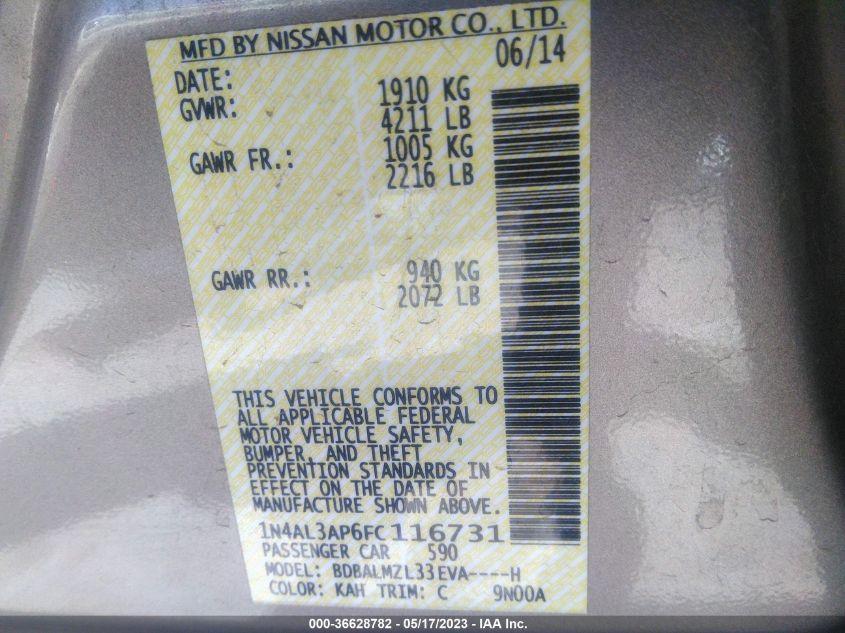 MFD BY NISSAN MOTOR CO., LTD.
DATE: 06/14
GVWR: 1910 KG
4211 LB
GAWR FR.: 1005 KG
2216 LB
GAWR RR.: 940 KG
2072 LB
THIS VEHICLE CONFORMS TO
ALL APPLICABLE FEDERAL
MOTOR VEHICLE SAFETY,
BUMPER, AND THEFT
PREVENTION STANDARDS IN
EFFECT ON THE DATE OF
MANUFACTURE SHOWN ABOVE.
1N4AL3AP6FC116731
PASSENGER CAR 590
MODEL: BDBALMZL33EVA----H
COLOR: KAH TRIM: C 9N00A
000-36628782 - 05/17/2023 - IAA Inc.